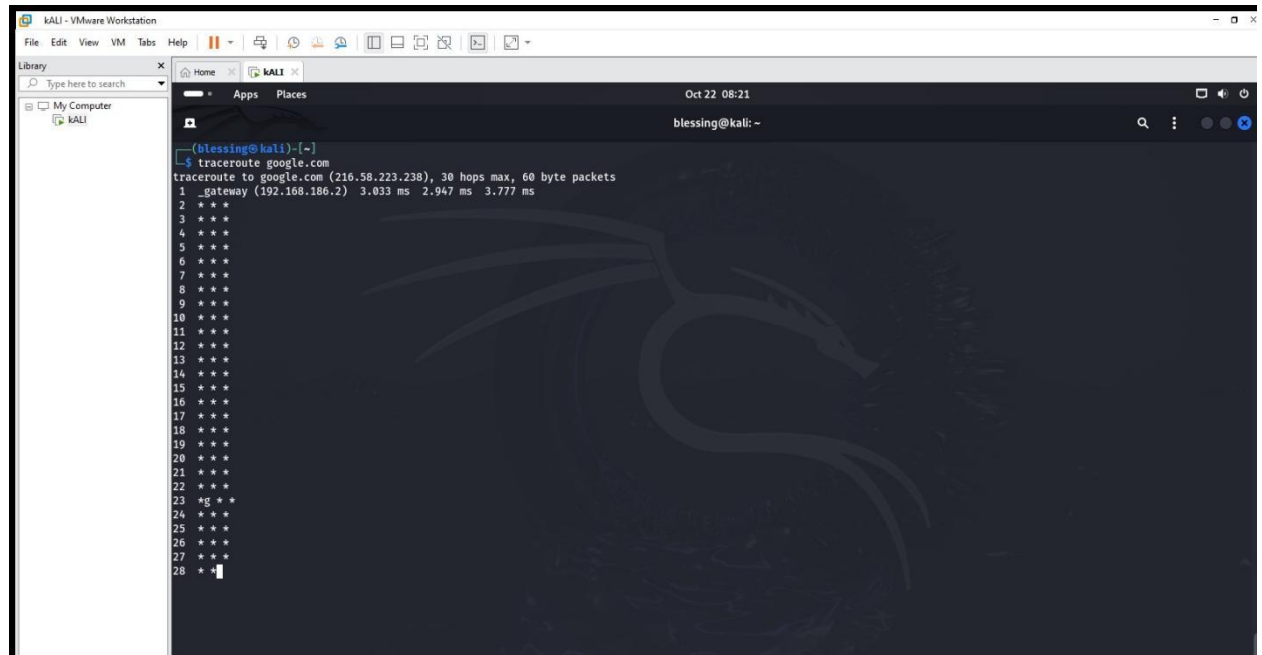 kALI - VMware Workstation
File Edit View VM Tabs Help
Library
Type here to search
My Computer
kALI
Home
kALI
Apps Places
Oct 22 08:21
blessing@kali: ~
(blessing㉿kali)-[~]
$ traceroute google.com
traceroute to google.com (216.58.223.238), 30 hops max, 60 byte packets
1 _gateway (192.168.186.2) 3.033 ms 2.947 ms 3.777 ms
2 * * *
3 * * *
4 * * *
5 * * *
6 * * *
7 * * *
8 * * *
9 * * *
10 * * *
11 * * *
12 * * *
13 * * *
14 * * *
15 * * *
16 * * *
17 * * *
18 * * *
19 * * *
20 * * *
21 * * *
22 * * *
23 *g * *
24 * * *
25 * * *
26 * * *
27 * * *
28 * *